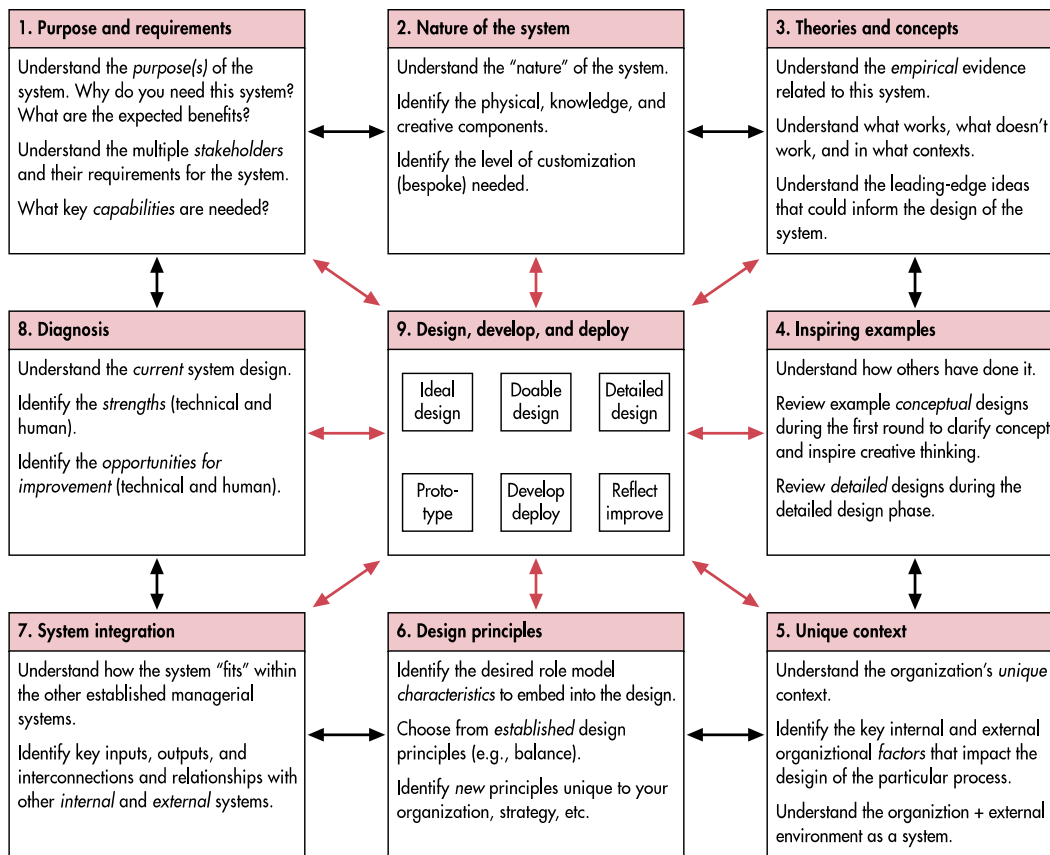 1. Purpose and requirements
Understand the purpose(s) of the
system. Why do you need this system?
What are the expected benefits?
Understand the multiple stakeholders
and their requirements for the system.
What key capabilities are needed?
2. Nature of the system
Understand the “nature” of the system.
Identify the physical, knowledge, and
creative components.
Identify the level of customization
(bespoke) needed.
3. Theories and concepts
Understand the empirical evidence
related to this system.
Understand what works, what doesn’t
work, and in what contexts.
Understand the leading-edge ideas
that could inform the design of the
system.
8. Diagnosis
Understand the current system design.
Identify the strengths (technical and
human).
Identify the opportunities for
improvement (technical and human).
9. Design, develop, and deploy
Ideal
design
Doable
design
Detailed
design
Proto-
type
Develop
deploy
Reflect
improve
4. Inspiring examples
Understand how others have done it.
Review example conceptual designs
during the first round to clarify concept
and inspire creative thinking.
Review detailed designs during the
detailed design phase.
7. System integration
Understand how the system “fits” within
the other established managerial
systems.
Identify key inputs, outputs, and
interconnections and relationships with
other internal and external systems.
6. Design principles
Identify the desired role model
characteristics to embed into the design.
Choose from established design
principles (e.g., balance).
Identify new principles unique to your
organization, strategy, etc.
5. Unique context
Understand the organization’s unique
context.
Identify the key internal and external
organiztional factors that impact the
desigin of the particular process.
Understand the organiztion + external
environment as a system.